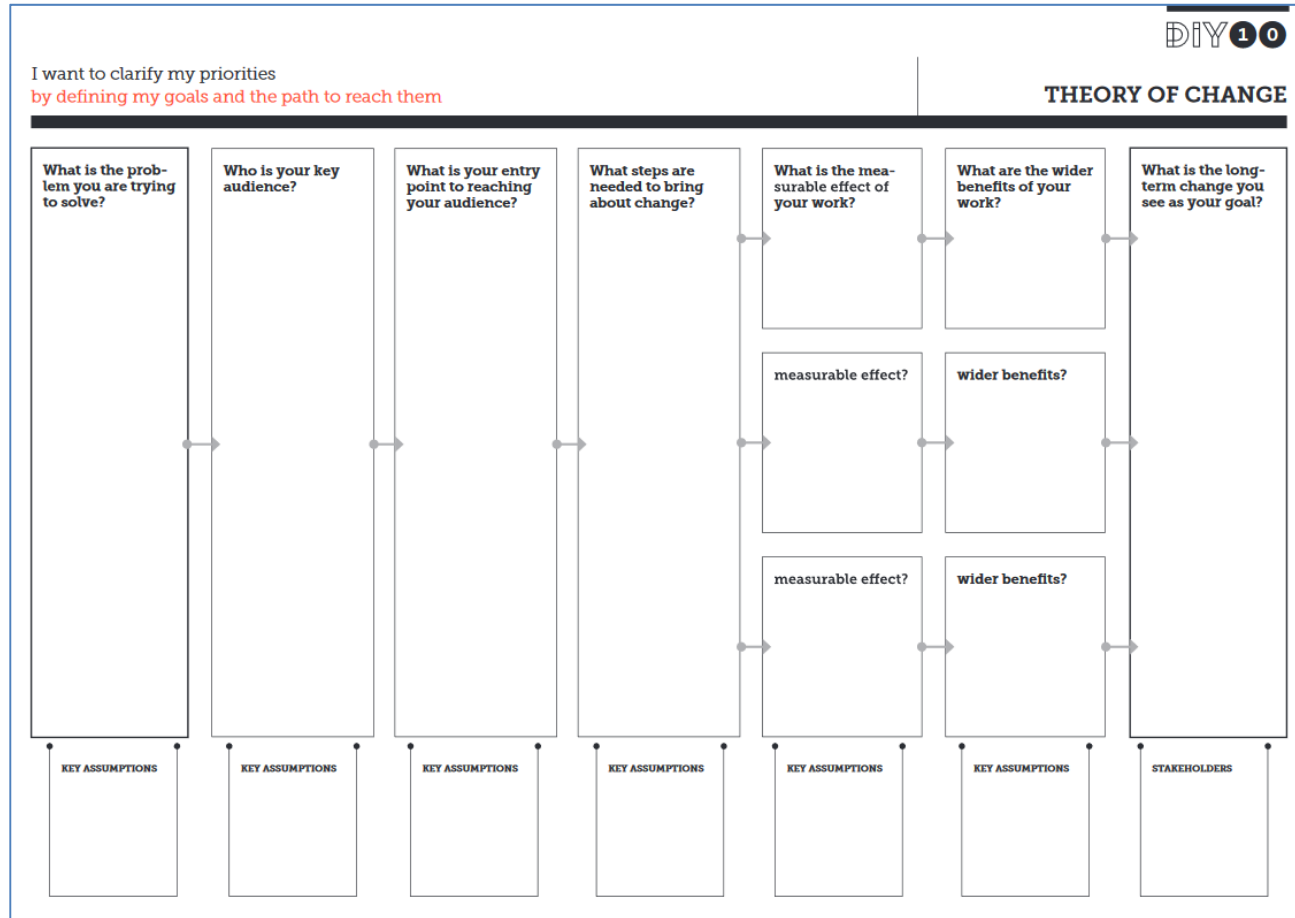 DIY10
I want to clarify my priorities
by defining my goals and the path to reach them
THEORY OF CHANGE
What is the prob-
lem you are trying
to solve?
Who is your key
audience?
What is your entry
point to reaching
your audience?
What steps are
needed to bring
about change?
What is the mea-
surable effect of
your work?
What are the wider
benefits of your
work?
What is the long-
term change you
see as your goal?
measurable effect?
wider benefits?
measurable effect?
wider benefits?
KEY ASSUMPTIONS
KEY ASSUMPTIONS
KEY ASSUMPTIONS
KEY ASSUMPTIONS
KEY ASSUMPTIONS
KEY ASSUMPTIONS
STAKEHOLDERS